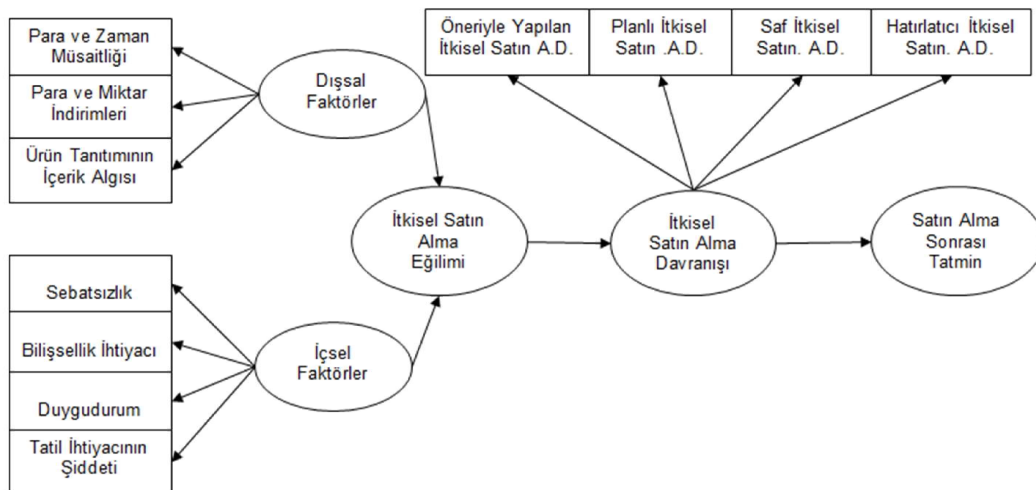 Para ve Zaman
Müsaitliği
Para ve Miktar
İndirimleri
Ürün Tanıtımının
İçerik Algısı
Dışsal
Faktörler
Öneriyle Yapılan
İtkisel Satın A.D.
Planlı İtkisel
Satın .A.D.
Saf İtkisel
Satın. A.D.
Hatırlatıcı İtkisel
Satın. A.D.
İtkisel Satın
Alma
Eğilimi
İtkisel
Satın Alma
Davranışı
Satın Alma
Sonrası
Tatmin
Sebatsızlık
Bilişsellik İhtiyacı
Duygudurum
Tatil İhtiyacının
Şiddeti
İçsel
Faktörler